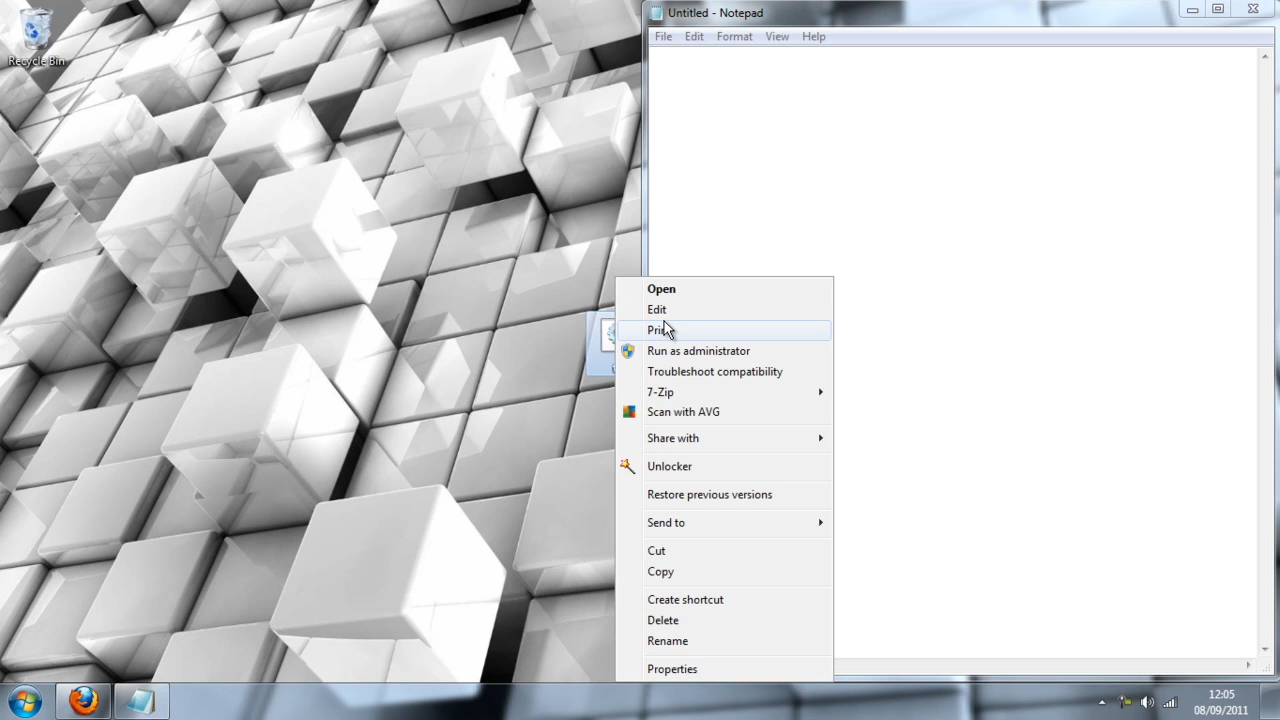 Recycle Bin
Untitled - Notepad
File Edit Format View Help
Open
Edit
Run as administrator
Troubleshoot compatibility
7-Zip
Scan with AVG
Share with
Unlocker
Restore previous versions
Send to
Cut
Copy
Create shortcut
Delete
Rename
Properties
12:05
08/09/2011